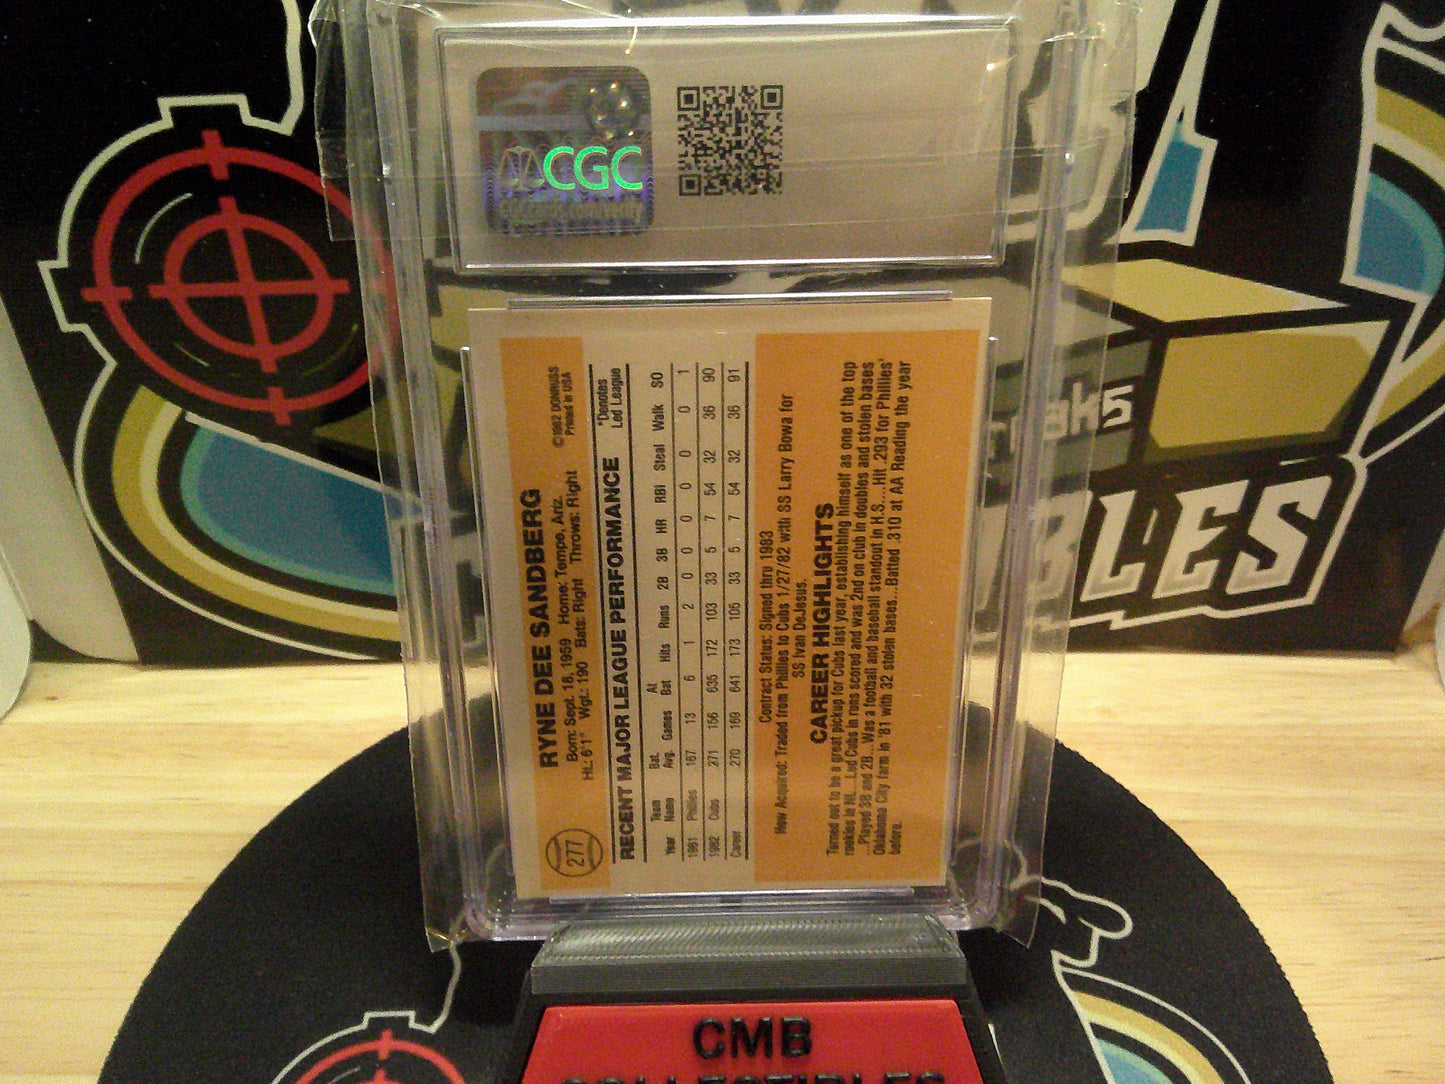 CGC
277
RYNE DEE SANDBERG
Born: Sept. 18, 1959 Home: Tempe, Ariz.
Ht.: 6'1" Wgt.: 190 Bats: Right Throws: Right
©1982 DONRUSS
Printed in USA
RECENT MAJOR LEAGUE PERFORMANCE
*Denotes
Led League
Year Team Name Bat. Avg. Games At Bat Hits Runs 2B 3B HR RBI Steal Walk SO
1981 Phillies 167 13 6 1 2 0 0 0 0 0 0 1
1982 Cubs 271 156 635 172 103 33 5 7 54 32 36 90
Career 270 169 641 173 105 33 5 7 54 32 36 91
Contract Status: Signed thru 1983
How Acquired: Traded from Phillies to Cubs 1/27/82 with SS Larry Bowa for
SS Ivan DeJesus.
CAREER HIGHLIGHTS
Turned out to be a great pickup for Cubs last year, establishing himself as one of the top
rookies in NL....Led Cubs in runs scored and was 2nd on club in doubles and stolen bases
...Played 3B and 2B...Was a football and baseball standout in H.S....Hit .293 for Phillies'
Oklahoma City farm in '81 with 32 stolen bases...Batted .310 at AA Reading the year
before.
BLES
CMB
COLLECTIBLES